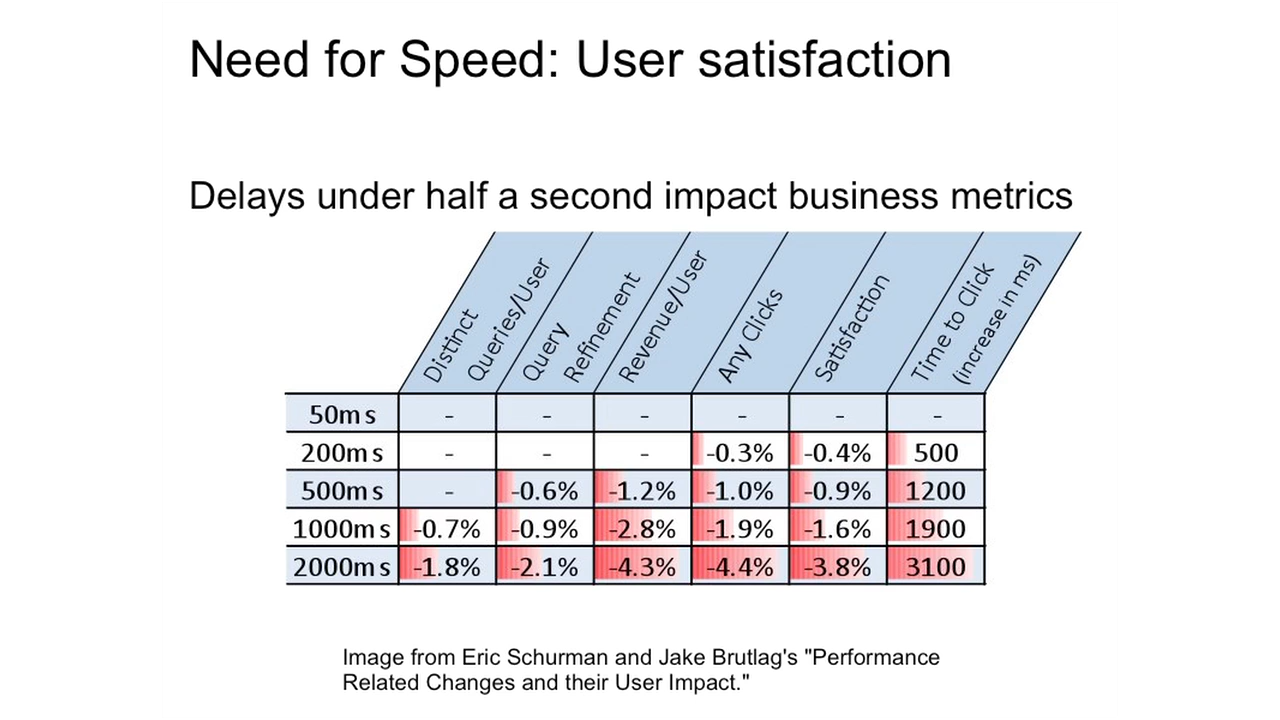 Need for Speed: User satisfaction
Delays under half a second impact business metrics
Distinct
Queries/User
Query
Refinement
Revenue/User
Any Clicks
Satisfaction
Time to Click
(increase in ms)
50ms - - - - - -
200ms - - - -0.3% -0.4% 500
500ms - -0.6% -1.2% -1.0% -0.9% 1200
1000ms -0.7% -0.9% -2.8% -1.9% -1.6% 1900
2000ms -1.8% -2.1% -4.3% -4.4% -3.8% 3100
Image from Eric Schurman and Jake Brutlag's "Performance
Related Changes and their User Impact."